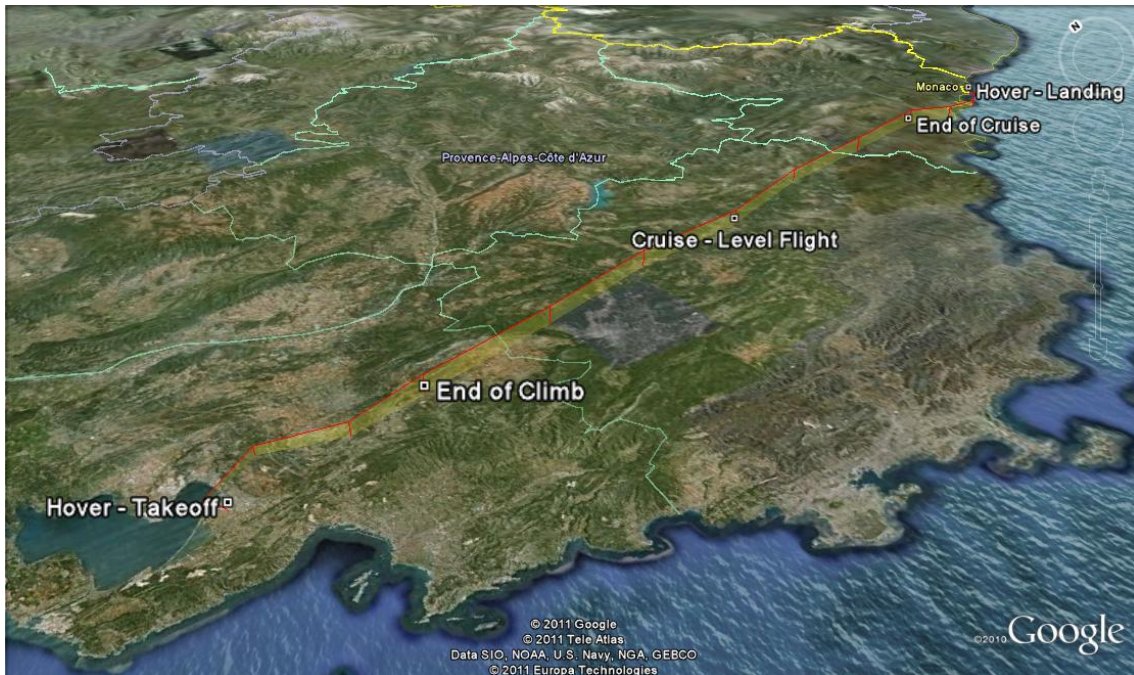 N
Monaco
Hover - Landing
End of Cruise
Provence-Alpes-Côte d'Azur
Cruise - Level Flight
End of Climb
Hover - Takeoff
© 2011 Google
© 2011 Tele Atlas
Data SIO, NOAA, U.S. Navy, NGA, GEBCO
© 2011 Europa Technologies
©2010 Google